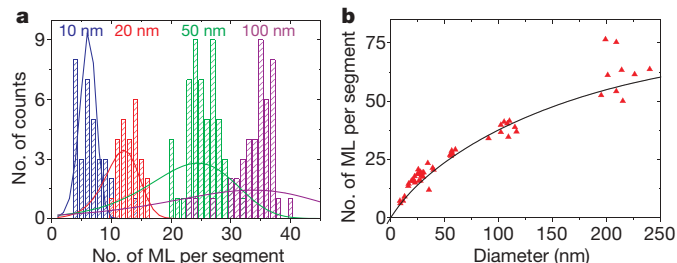 a
10 nm 20 nm 50 nm 100 nm
No. of counts
9
6
3
0
0 10 20 30 40
No. of ML per segment
b
No. of ML per segment
75
50
25
0
0 50 100 150 200 250
Diameter (nm)